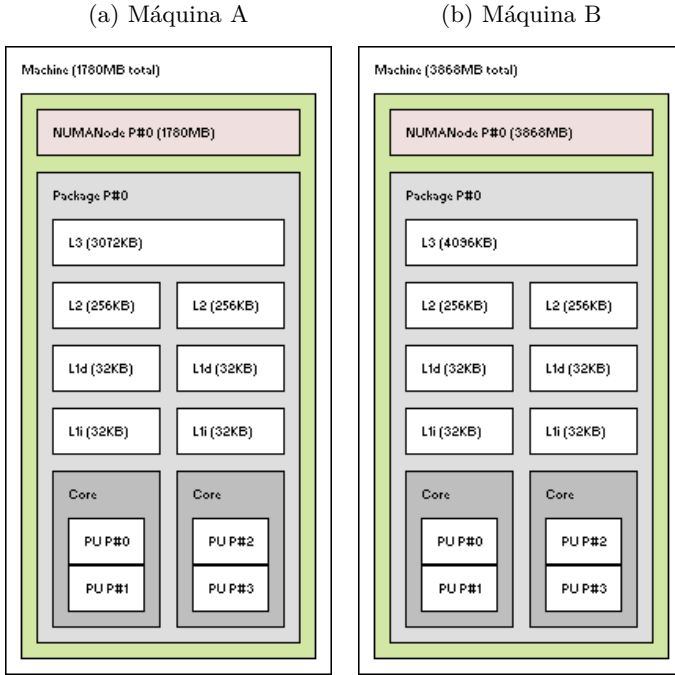 (a) Máquina A
Machine (1780MB total)
NUMANode P#0 (1780MB)
Package P#0
L3 (3072KB)
L2 (256KB) L2 (256KB)
L1d (32KB) L1d (32KB)
L1i (32KB) L1i (32KB)
Core Core
PU P#0 PU P#2
PU P#1 PU P#3
(b) Máquina B
Machine (3868MB total)
NUMANode P#0 (3868MB)
Package P#0
L3 (4096KB)
L2 (256KB) L2 (256KB)
L1d (32KB) L1d (32KB)
L1i (32KB) L1i (32KB)
Core Core
PU P#0 PU P#2
PU P#1 PU P#3